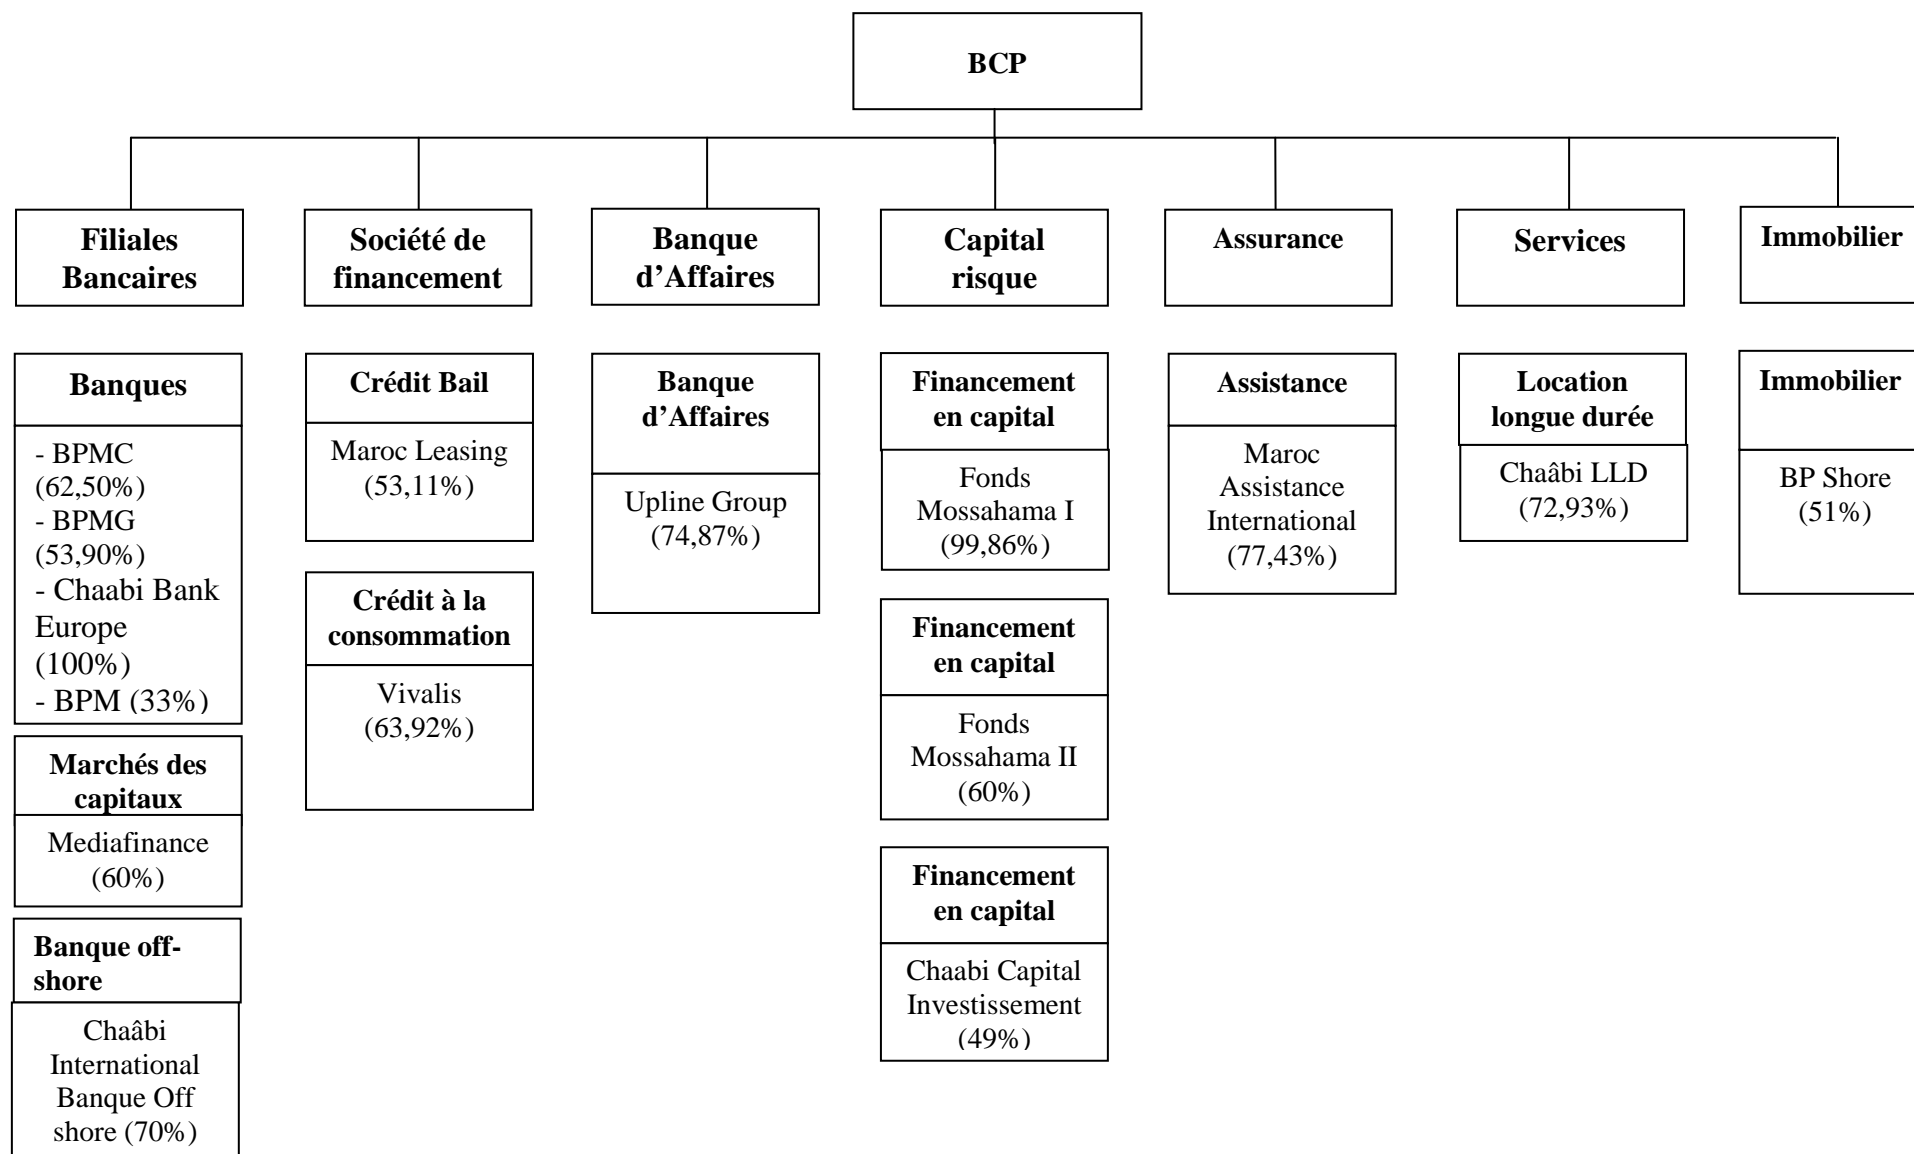 BCP
Filiales
Bancaires
Société de
financement
Banque
d’Affaires
Capital
risque
Assurance
Services
Immobilier
Banques
- BPMC
(62,50%)
- BPMG
(53,90%)
- Chaabi Bank
Europe
(100%)
- BPM (33%)
Marchés des
capitaux
Mediafinance
(60%)
Banque off-
shore
Chaâbi
International
Banque Off
shore (70%)
Crédit Bail
Maroc Leasing
(53,11%)
Crédit à la
consommation
Vivalis
(63,92%)
Banque
d’Affaires
Upline Group
(74,87%)
Financement
en capital
Fonds
Mossahama I
(99,86%)
Financement
en capital
Fonds
Mossahama II
(60%)
Financement
en capital
Chaabi Capital
Investissement
(49%)
Assistance
Maroc
Assistance
International
(77,43%)
Location
longue durée
Chaâbi LLD
(72,93%)
Immobilier
BP Shore
(51%)